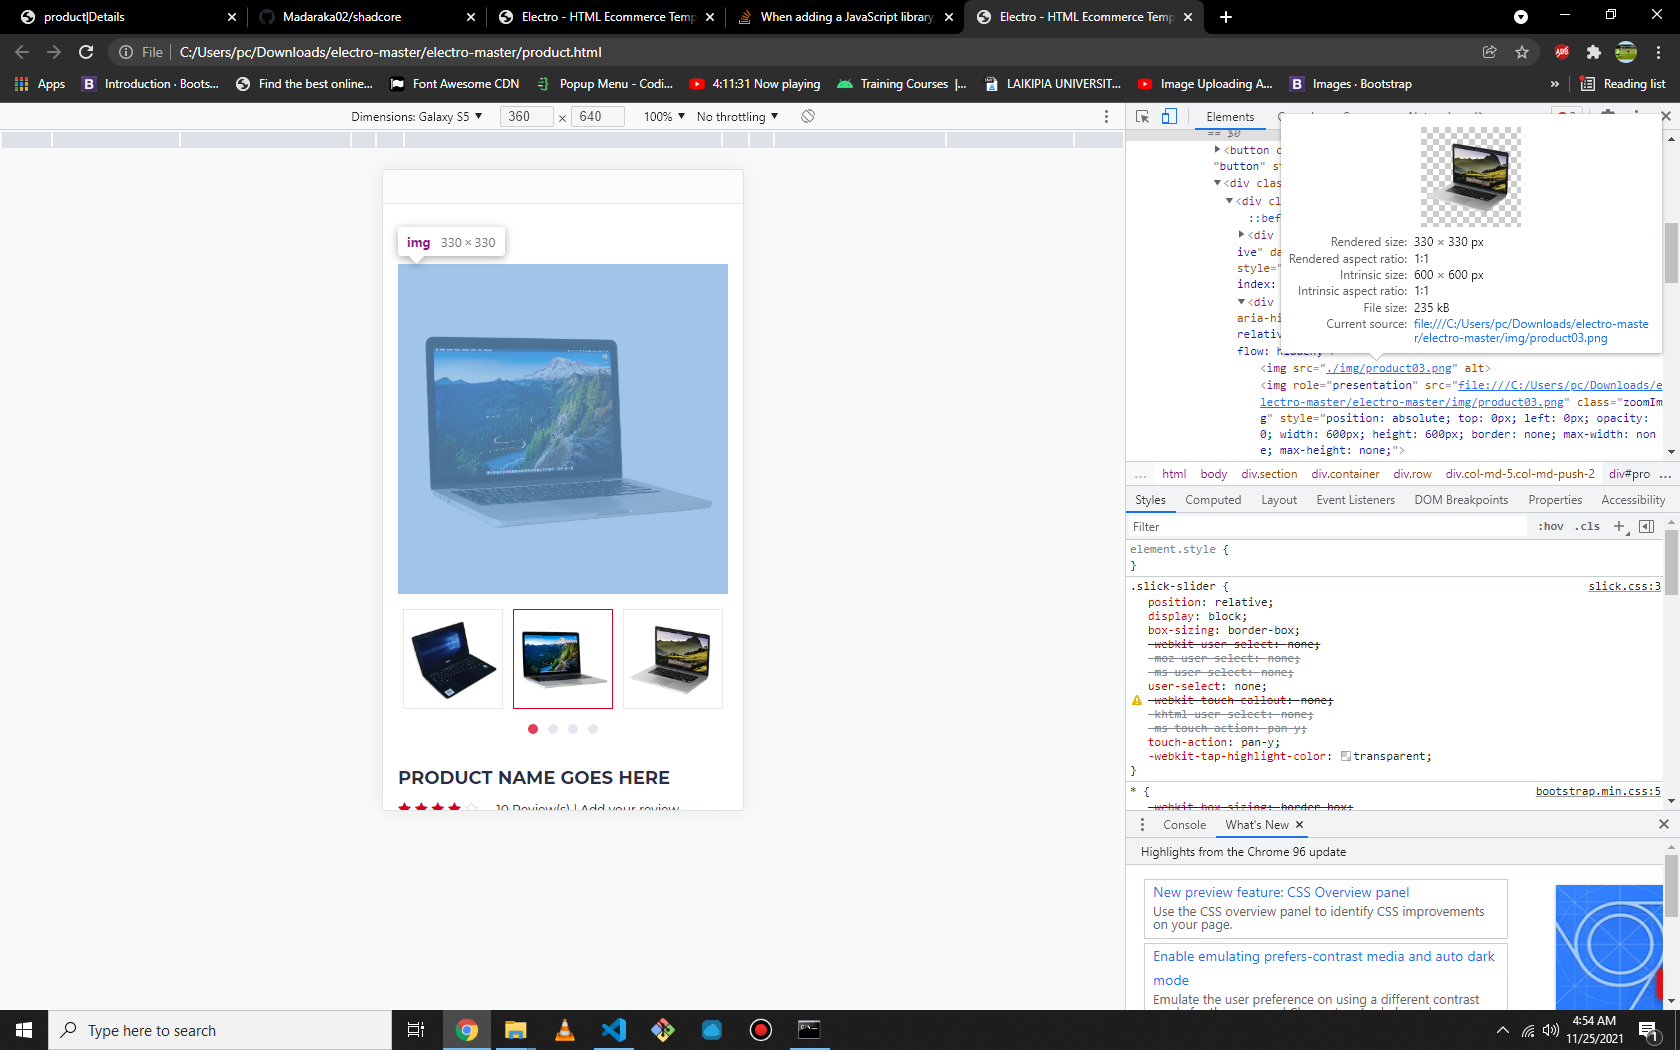 product|Details
Madaraka02/shadcore
Electro - HTML Ecommerce Temp
When adding a JavaScript library,
Electro - HTML Ecommerce Temp
File
C:/Users/pc/Downloads/electro-master/electro-master/product.html
Apps
Introduction · Boots...
Find the best online...
Font Awesome CDN
Popup Menu - Codi...
4:11:31 Now playing
Training Courses |...
LAIKIPIA UNIVERSIT...
Image Uploading A...
Images · Bootstrap
»
Reading list
Dimensions: Galaxy S5
360 × 640
100%
No throttling
Elements
== $0
<button c
"button" st
<div clas
<div cl
::bef
<div
ive" da
style="
index:
<div
aria-hi
relativ
flow: hidden;
Rendered size: 330 × 330 px
Rendered aspect ratio: 1:1
Intrinsic size: 600 × 600 px
Intrinsic aspect ratio: 1:1
File size: 235 kB
Current source: file:///C:/Users/pc/Downloads/electro-maste
r/electro-master/img/product03.png
<img src="./img/product03.png" alt>
<img role="presentation" src="file:///C:/Users/pc/Downloads/e
lectro-master/electro-master/img/product03.png" class="zoomIm
g" style="position: absolute; top: 0px; left: 0px; opacity:
0; width: 600px; height: 600px; border: none; max-width: non
e; max-height: none;">
... html body div.section div.container div.row div.col-md-5.col-md-push-2 div#pro ...
Styles Computed Layout Event Listeners DOM Breakpoints Properties Accessibility
Filter
:hov .cls +
element.style {
}
.slick-slider {
slick.css:3
position: relative;
display: block;
box-sizing: border-box;
-webkit-user-select: none;
-moz-user-select: none;
-ms-user-select: none;
user-select: none;
-webkit-touch-callout: none;
-khtml-user-select: none;
-ms-touch-action: pan-y;
touch-action: pan-y;
-webkit-tap-highlight-color: transparent;
}
* {
bootstrap.min.css:5
-webkit-box-sizing: border-box;
Console
What's New
Highlights from the Chrome 96 update
New preview feature: CSS Overview panel
Use the CSS overview panel to identify CSS improvements
on your page.
Enable emulating prefers-contrast media and auto dark
mode
Emulate the user preference on using a different contrast
img 330 × 330
PRODUCT NAME GOES HERE
10 Review(s) | Add your review
Type here to search
4:54 AM
11/25/2021
1